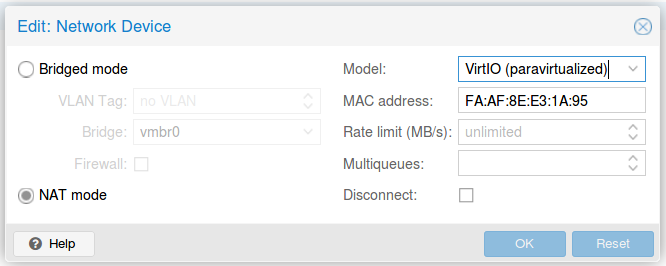 Edit: Network Device
Bridged mode
VLAN Tag: no VLAN
Bridge: vmbr0
Firewall:
NAT mode
Model: VirtIO (paravirtualized)
MAC address: FA:AF:8E:E3:1A:95
Rate limit (MB/s): unlimited
Multiqueues:
Disconnect:
? Help
OK
Reset